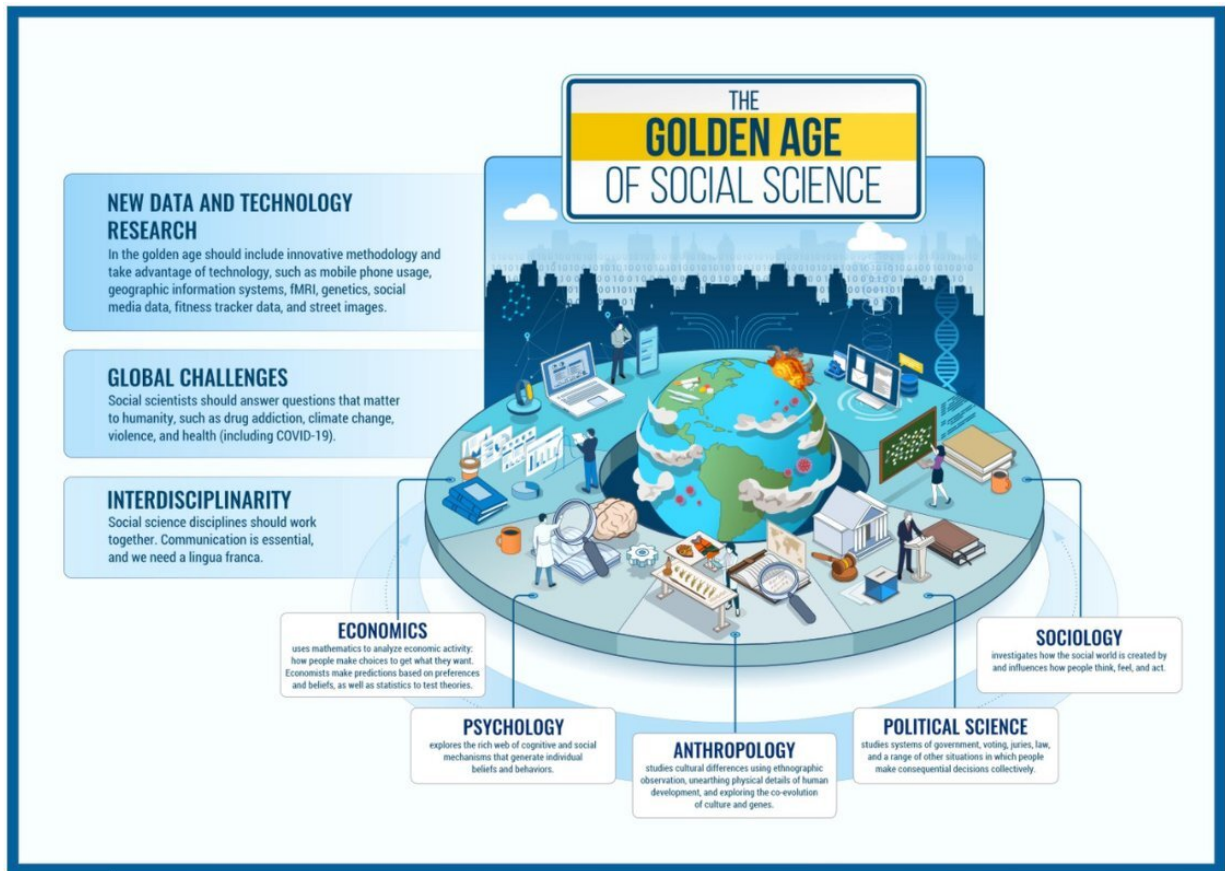 THE
GOLDEN AGE
OF SOCIAL SCIENCE
NEW DATA AND TECHNOLOGY
RESEARCH
In the golden age should include innovative methodology and
take advantage of technology, such as mobile phone usage,
geographic information systems, fMRI, genetics, social
media data, fitness tracker data, and street images.
GLOBAL CHALLENGES
Social scientists should answer questions that matter
to humanity, such as drug addiction, climate change,
violence, and health (including COVID-19).
INTERDISCIPLINARITY
Social science disciplines should work
together. Communication is essential,
and we need a lingua franca.
ECONOMICS
uses mathematics to analyze economic activity:
how people make choices to get what they want.
Economists make predictions based on preferences
and beliefs, as well as statistics to test theories.
PSYCHOLOGY
explores the rich web of cognitive and social
mechanisms that generate individual
beliefs and behaviors.
ANTHROPOLOGY
studies cultural differences using ethnographic
observation, unearthing physical details of human
development, and exploring the co-evolution
of culture and genes.
POLITICAL SCIENCE
studies systems of government, voting, juries, law,
and a range of other situations in which people
make consequential decisions collectively.
SOCIOLOGY
investigates how the social world is created by
and influences how people think, feel, and act.